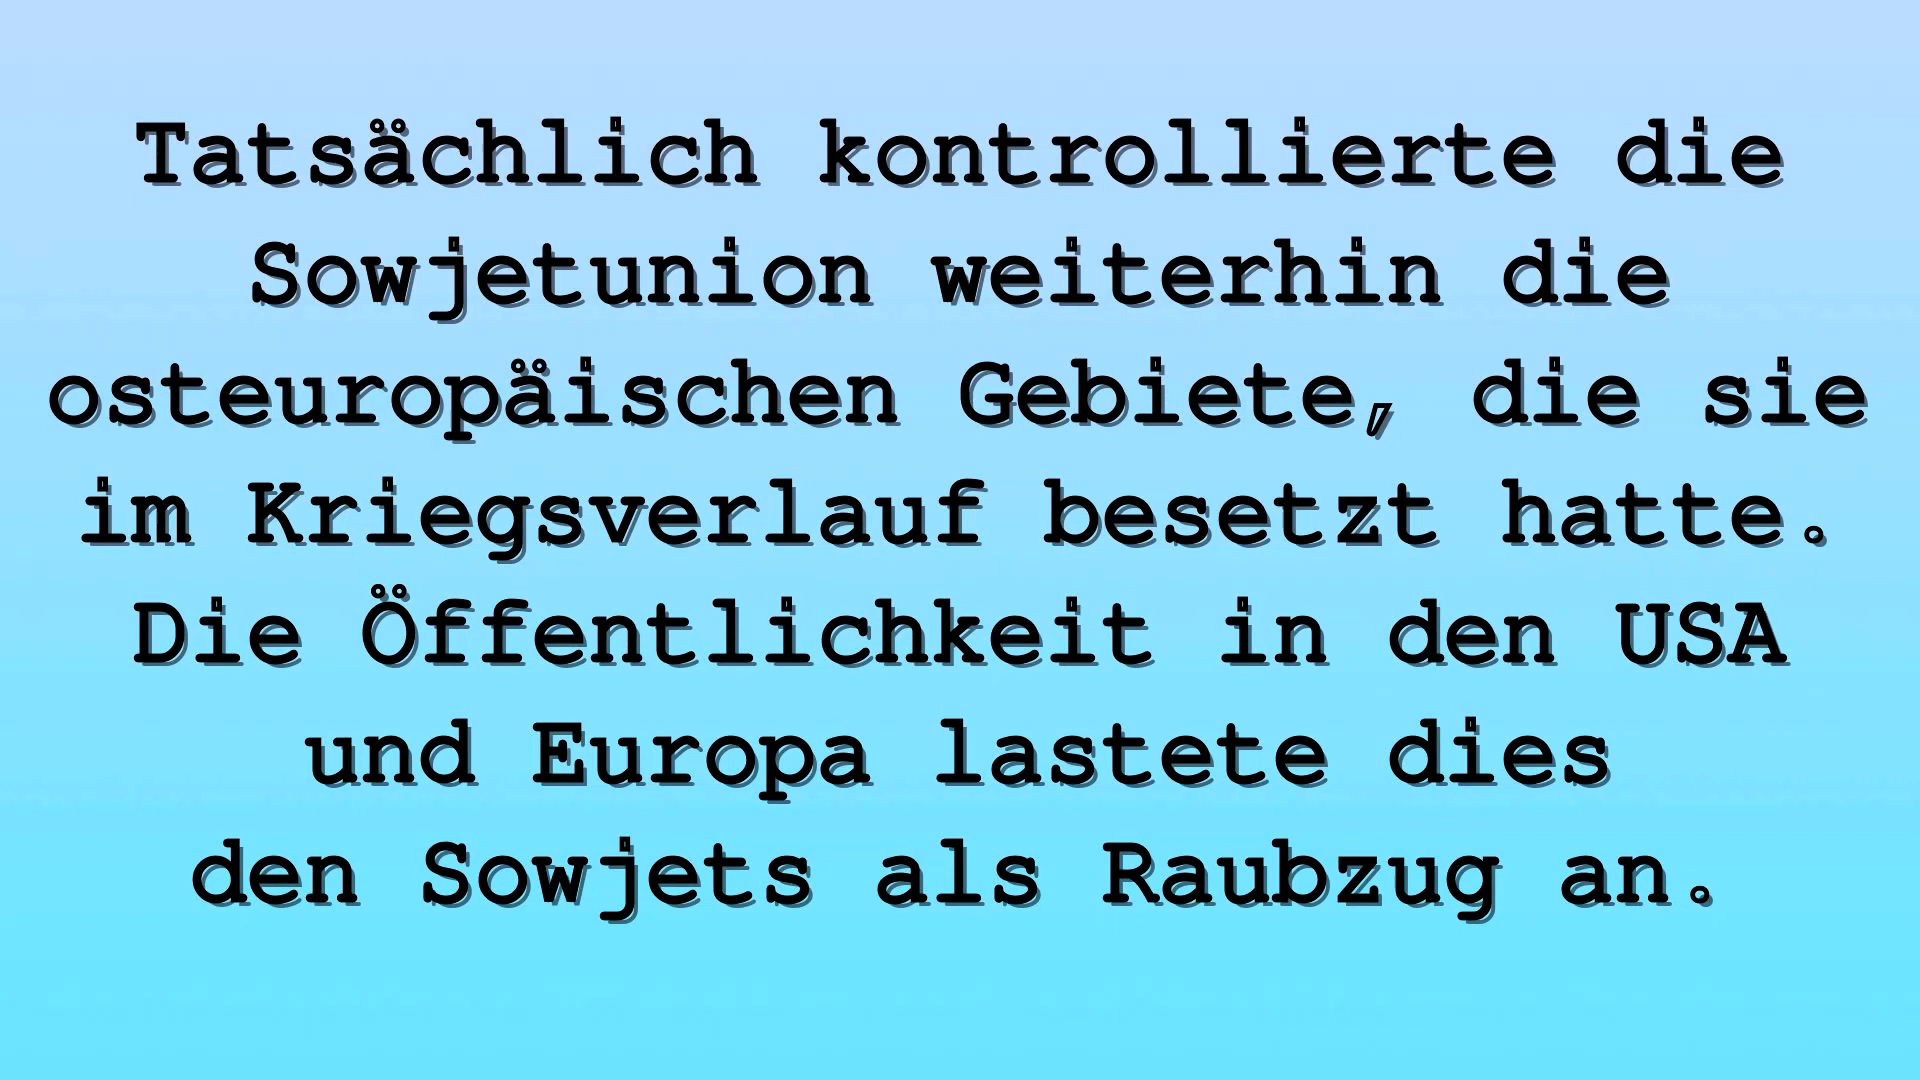 Tatsächlich kontrollierte die
Sowjetunion weiterhin die
osteuropäischen Gebiete, die sie
im Kriegsverlauf besetzt hatte.
Die Öffentlichkeit in den USA
und Europa lastete dies
den Sowjets als Raubzug an.